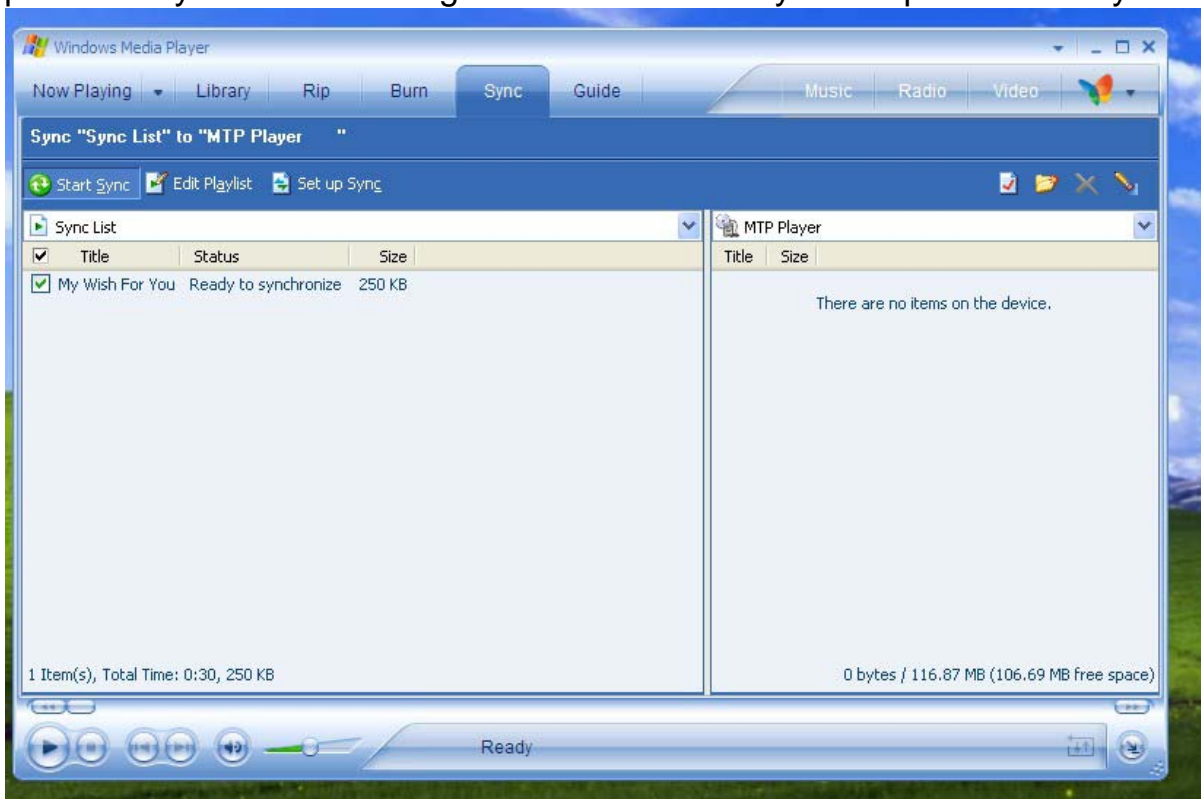 Windows Media Player
Now Playing Library Rip Burn Sync Guide Music Radio Video
Sync "Sync List" to "MTP Player "
Start Sync Edit Playlist Set up Sync
Sync List MTP Player
Title Status Size Title Size
My Wish For You Ready to synchronize 250 KB
There are no items on the device.
1 Item(s), Total Time: 0:30, 250 KB 0 bytes / 116.87 MB (106.69 MB free space)
Ready